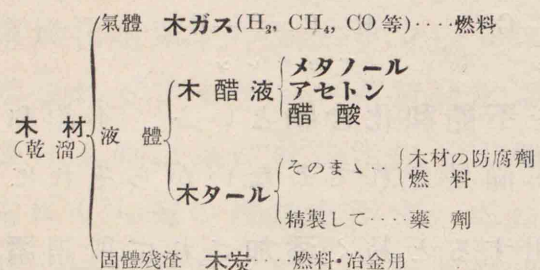 氣體 木ガス(H₂, CH₄, CO 等)‥‥燃料
木材
(乾溜)
液體
木醋液
メタノール
アセトン
醋酸
木タール
そのまゝ‥‥
木材の防腐劑
燃料
精製して‥‥藥劑
固體殘渣 木炭‥‥燃料・冶金用